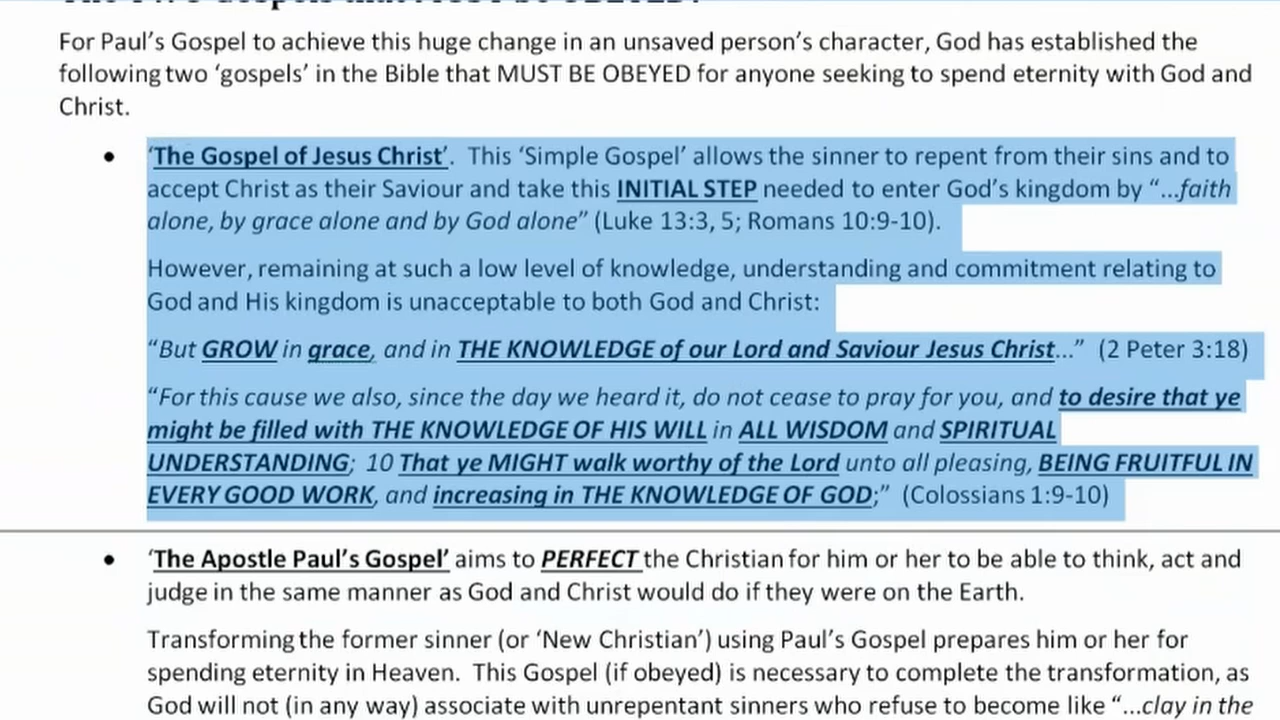 The Two Gospels that MUST be OBEYED!
For Paul’s Gospel to achieve this huge change in an unsaved person’s character, God has established the
following two ‘gospels’ in the Bible that MUST BE OBEYED for anyone seeking to spend eternity with God and
Christ.
• ‘The Gospel of Jesus Christ’. This ‘Simple Gospel’ allows the sinner to repent from their sins and to
accept Christ as their Saviour and take this INITIAL STEP needed to enter God’s kingdom by “…faith
alone, by grace alone and by God alone” (Luke 13:3, 5; Romans 10:9-10).
However, remaining at such a low level of knowledge, understanding and commitment relating to
God and His kingdom is unacceptable to both God and Christ:
“But GROW in grace, and in THE KNOWLEDGE of our Lord and Saviour Jesus Christ…” (2 Peter 3:18)
“For this cause we also, since the day we heard it, do not cease to pray for you, and to desire that ye
might be filled with THE KNOWLEDGE OF HIS WILL in ALL WISDOM and SPIRITUAL
UNDERSTANDING; 10 That ye MIGHT walk worthy of the Lord unto all pleasing, BEING FRUITFUL IN
EVERY GOOD WORK, and increasing in THE KNOWLEDGE OF GOD;” (Colossians 1:9-10)
• ‘The Apostle Paul’s Gospel’ aims to PERFECT the Christian for him or her to be able to think, act and
judge in the same manner as God and Christ would do if they were on the Earth.
Transforming the former sinner (or ‘New Christian’) using Paul’s Gospel prepares him or her for
spending eternity in Heaven. This Gospel (if obeyed) is necessary to complete the transformation, as
God will not (in any way) associate with unrepentant sinners who refuse to become like “…clay in the